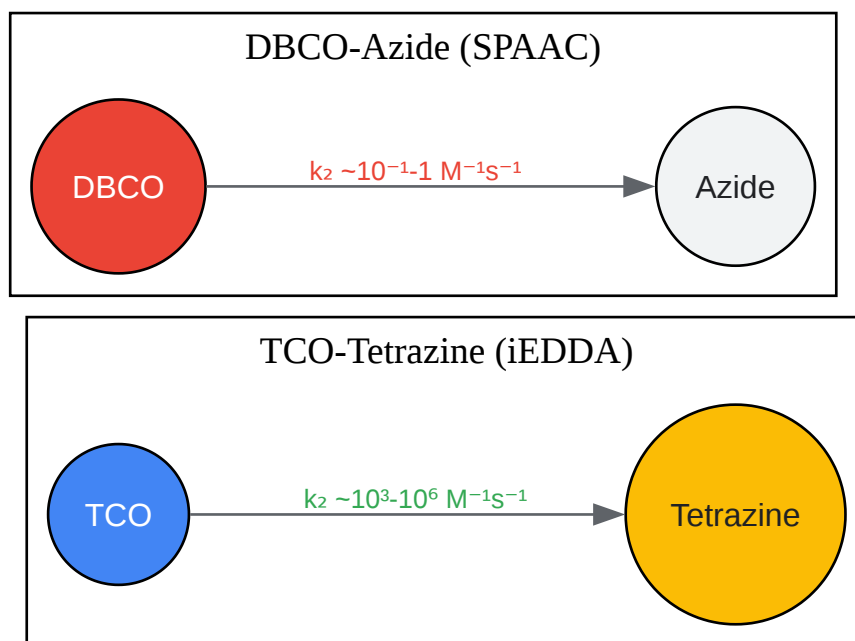 DBCO-Azide (SPAAC)
DBCO
k₂ ~10⁻¹-1 M⁻¹s⁻¹
Azide
TCO-Tetrazine (iEDDA)
TCO
k₂ ~10³-10⁶ M⁻¹s⁻¹
Tetrazine